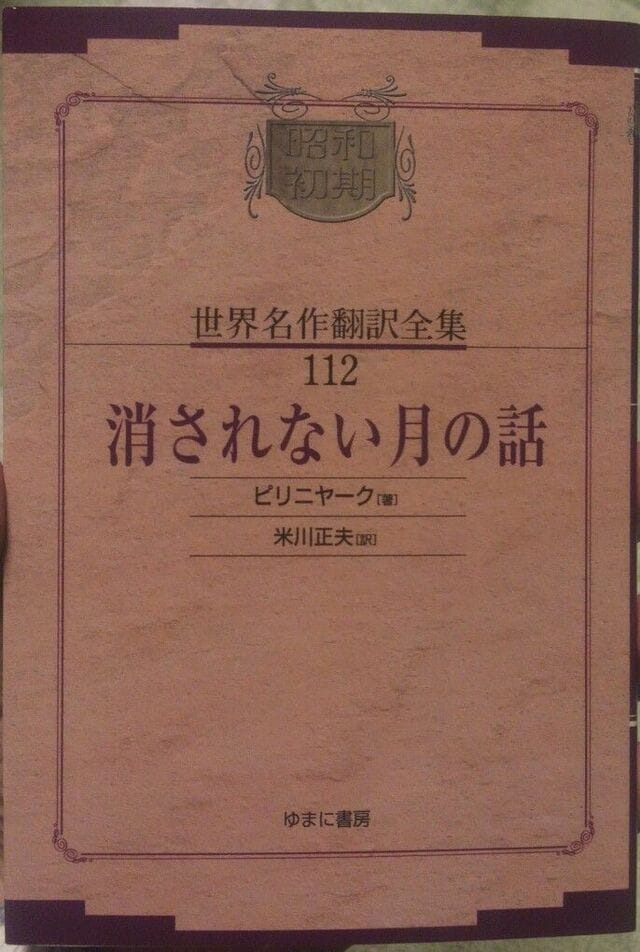 昭和
初期
世界名作翻訳全集
112
消されない月の話
ピリニヤーク[著]
米川正夫[訳]
ゆまに書房